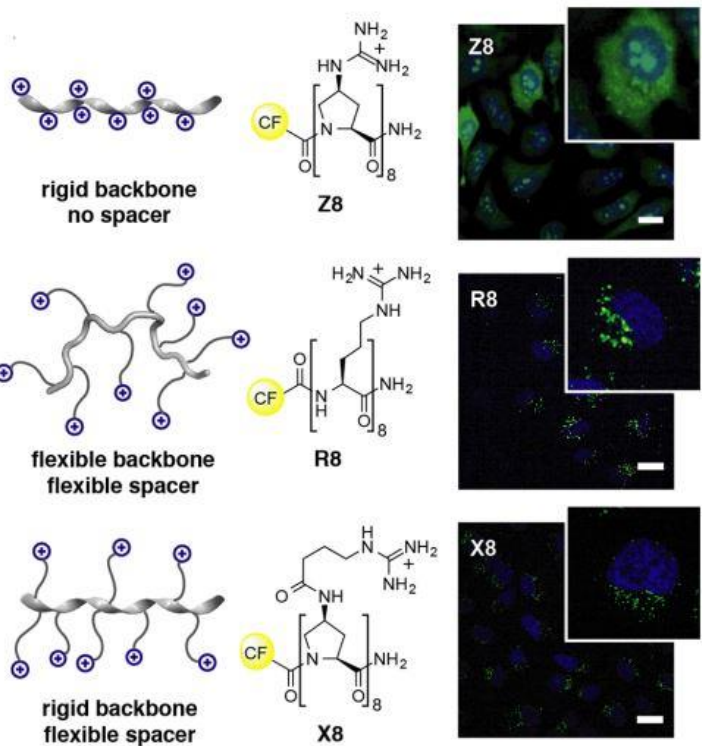 NH₂
HN
+
NH₂
CF
N
NH₂
O
O
8
Z8
rigid backbone
no spacer
Z8
H₂N
+
NH₂
NH
O
CF
N
H
NH₂
O
8
R8
flexible backbone
flexible spacer
R8
H
N
NH₂
+
NH₂
O
NH
CF
N
NH₂
O
O
8
X8
rigid backbone
flexible spacer
X8